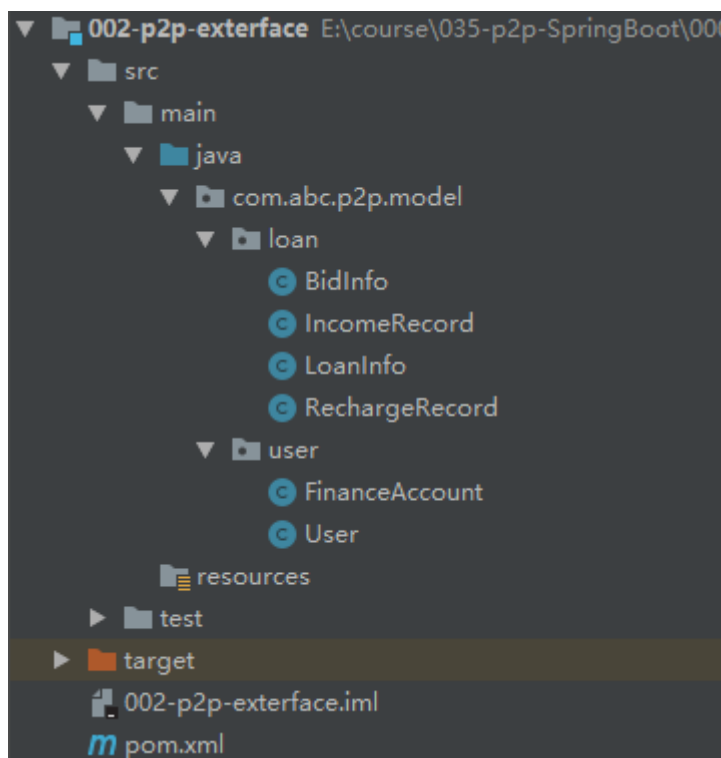 002-p2p-exterface E:\course\035-p2p-SpringBoot\00
src
main
java
com.abc.p2p.model
loan
BidInfo
IncomeRecord
LoanInfo
RechargeRecord
user
FinanceAccount
User
resources
test
target
002-p2p-exterface.iml
pom.xml